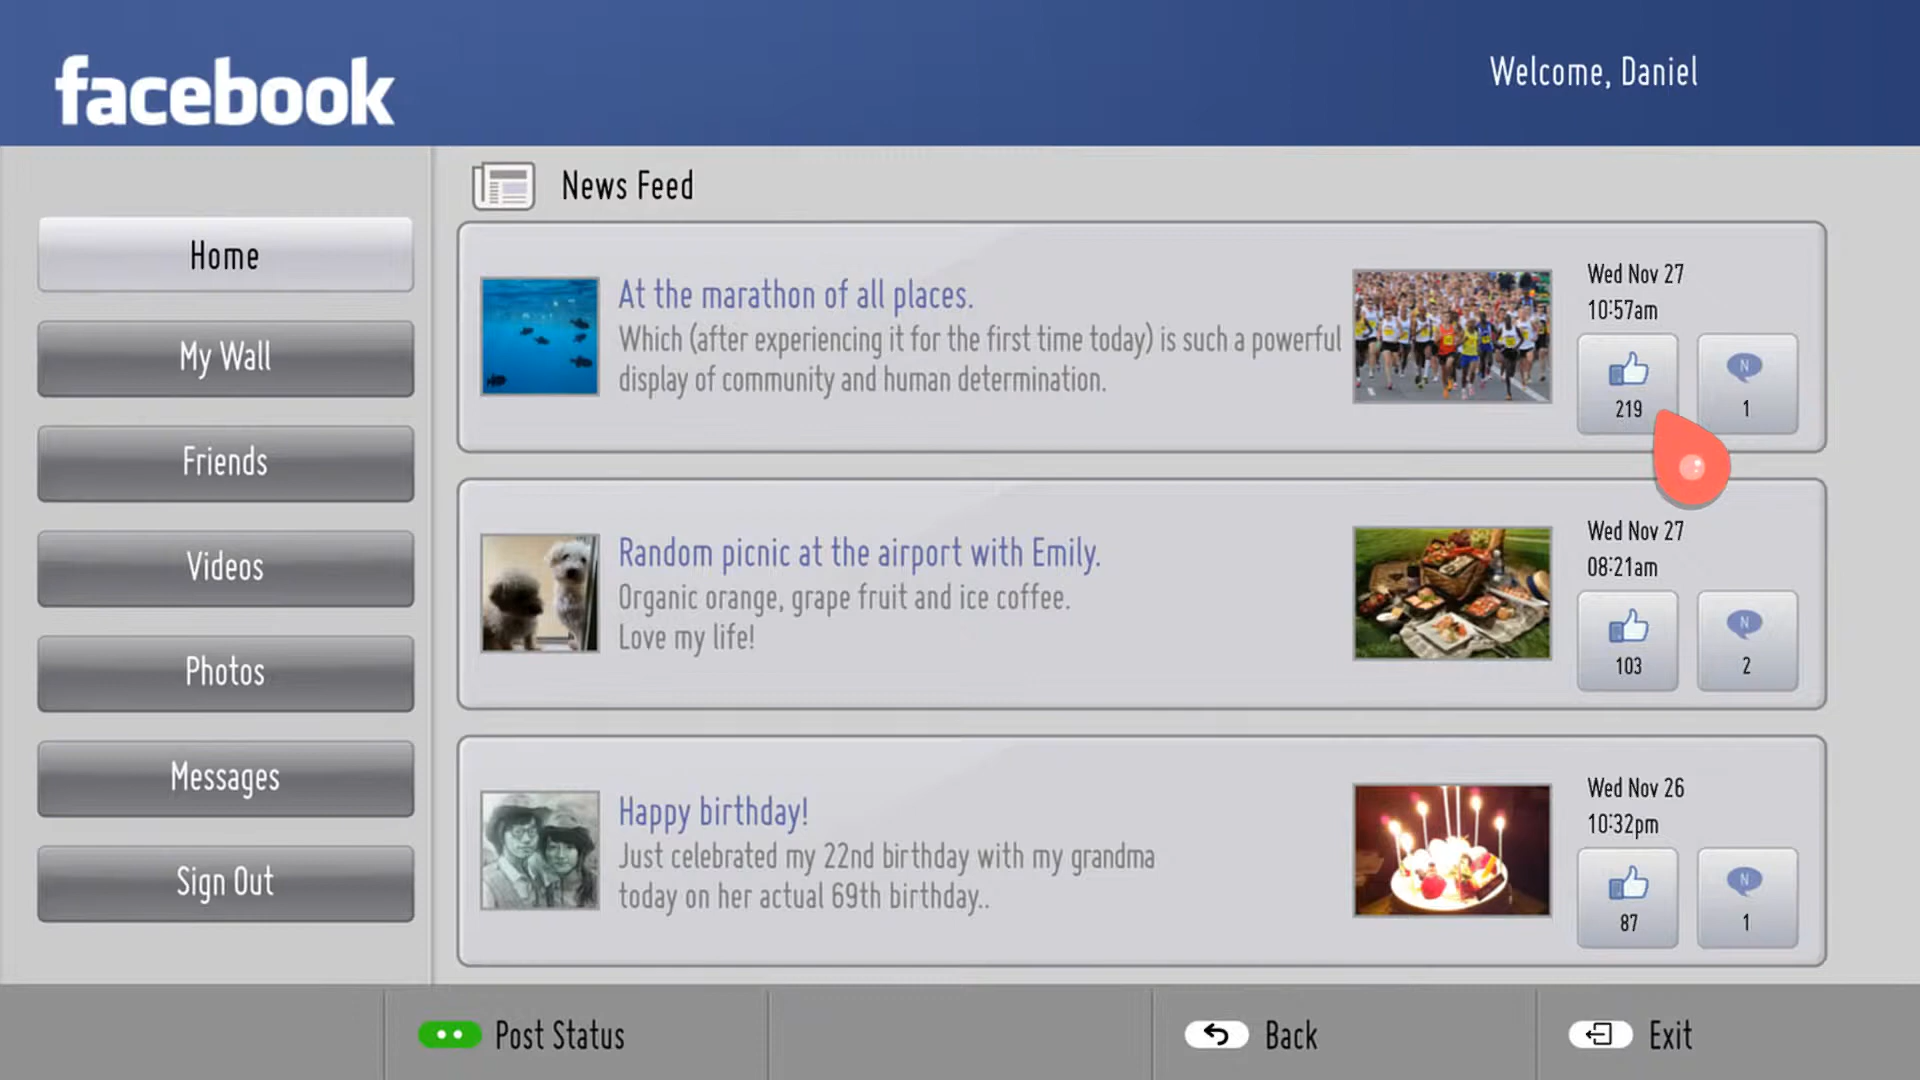 facebook
Welcome, Daniel
News Feed
Home
My Wall
Friends
Videos
Photos
Messages
Sign Out
At the marathon of all places.
Which (after experiencing it for the first time today) is such a powerful
display of community and human determination.
Wed Nov 27
10:57am
219
N
1
Random picnic at the airport with Emily.
Organic orange, grape fruit and ice coffee.
Love my life!
Wed Nov 27
08:21am
103
N
2
Happy birthday!
Just celebrated my 22nd birthday with my grandma
today on her actual 69th birthday..
Wed Nov 26
10:32pm
87
N
1
Post Status
Back
Exit